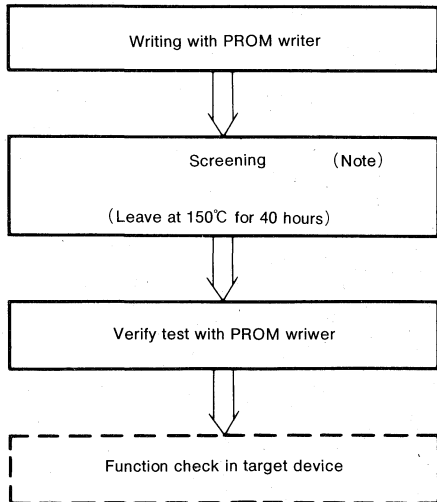 Writing with PROM writer
Screening (Note)
(Leave at 150℃ for 40 hours)
Verify test with PROM wriwer
Function check in target device